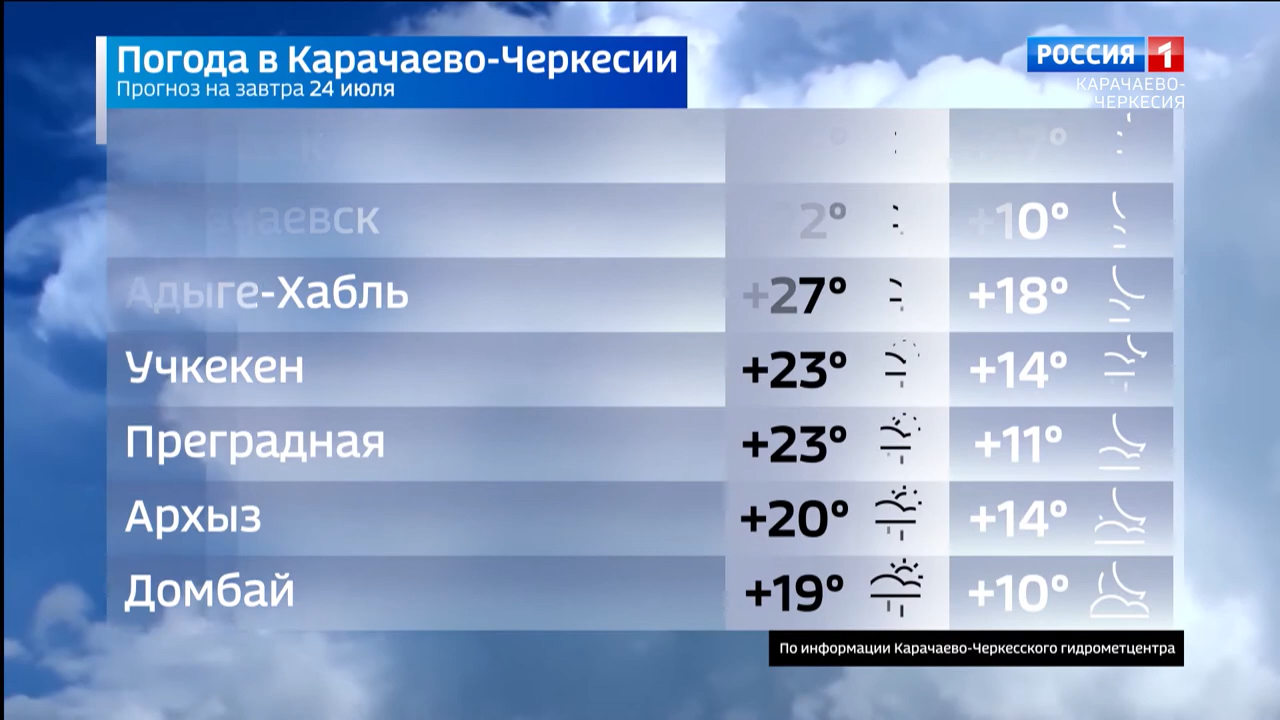 Погода в Карачаево-Черкесии
Прогноз на завтра 24 июля
РОССИЯ 1
КАРАЧАЕВО-
ЧЕРКЕСИЯ
+10°
Адыге-Хабль +27° +18°
Учкекен +23° +14°
Преградная +23° +11°
Архыз +20° +14°
Домбай +19° +10°
По информации Карачаево-Черкесского гидрометцентра